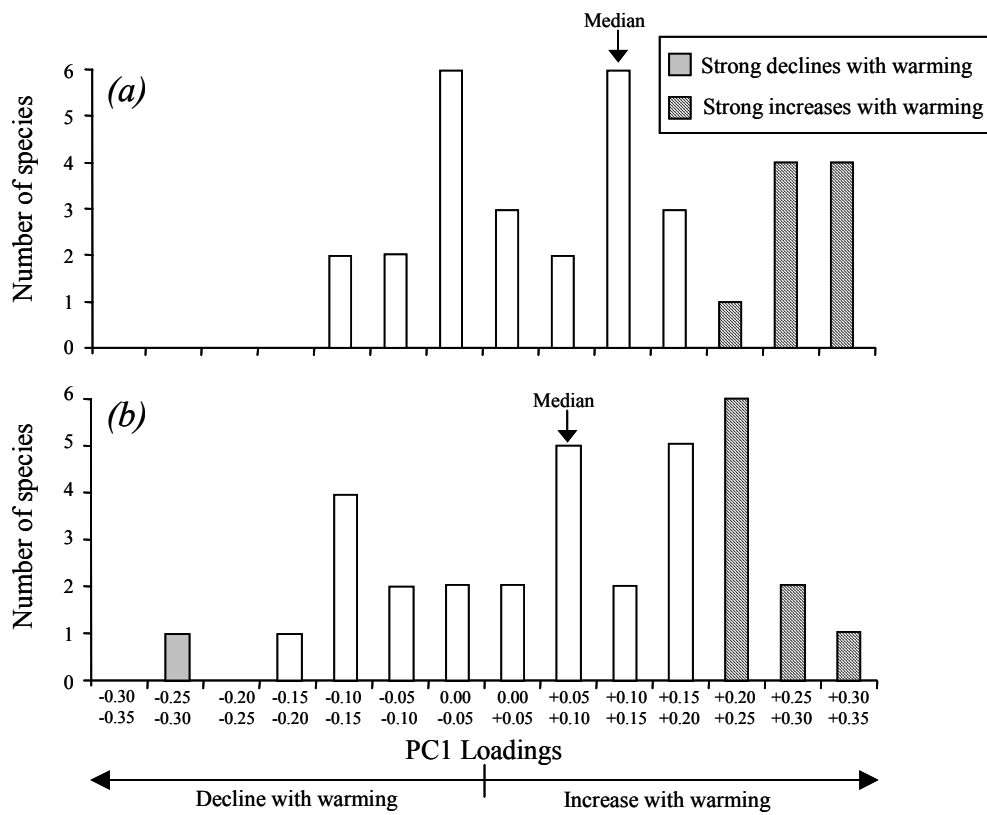 Median
Strong declines with warming
Strong increases with warming
(a)
Number of species
6
5
4
3
2
1
0
Median
(b)
Number of species
6
5
4
3
2
1
0
-0.30 -0.25 -0.20 -0.15 -0.10 -0.05 0.00 0.00 +0.05 +0.10 +0.15 +0.20 +0.25 +0.30
-0.35 -0.30 -0.25 -0.20 -0.15 -0.10 -0.05 +0.05 +0.10 +0.15 +0.20 +0.25 +0.30 +0.35
PC1 Loadings
Decline with warming
Increase with warming